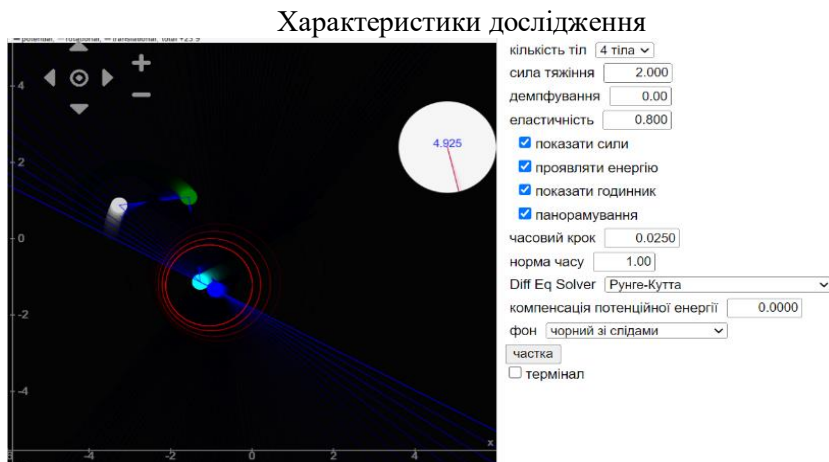 Характеристики дослідження
кількість тіл 4 тіла
сила тяжіння 2.000
демпфування 0.00
еластичність 0.800
показати сили
проявляти енергію
показати годинник
панорамування
часовий крок 0.0250
норма часу 1.00
Diff Eq Solver Рунге-Кутта
компенсація потенційної енергії 0.0000
фон чорний зі слідами
частка
термінал
4.925
4
2
0
-2
-4
-4
-2
0
2
4
x